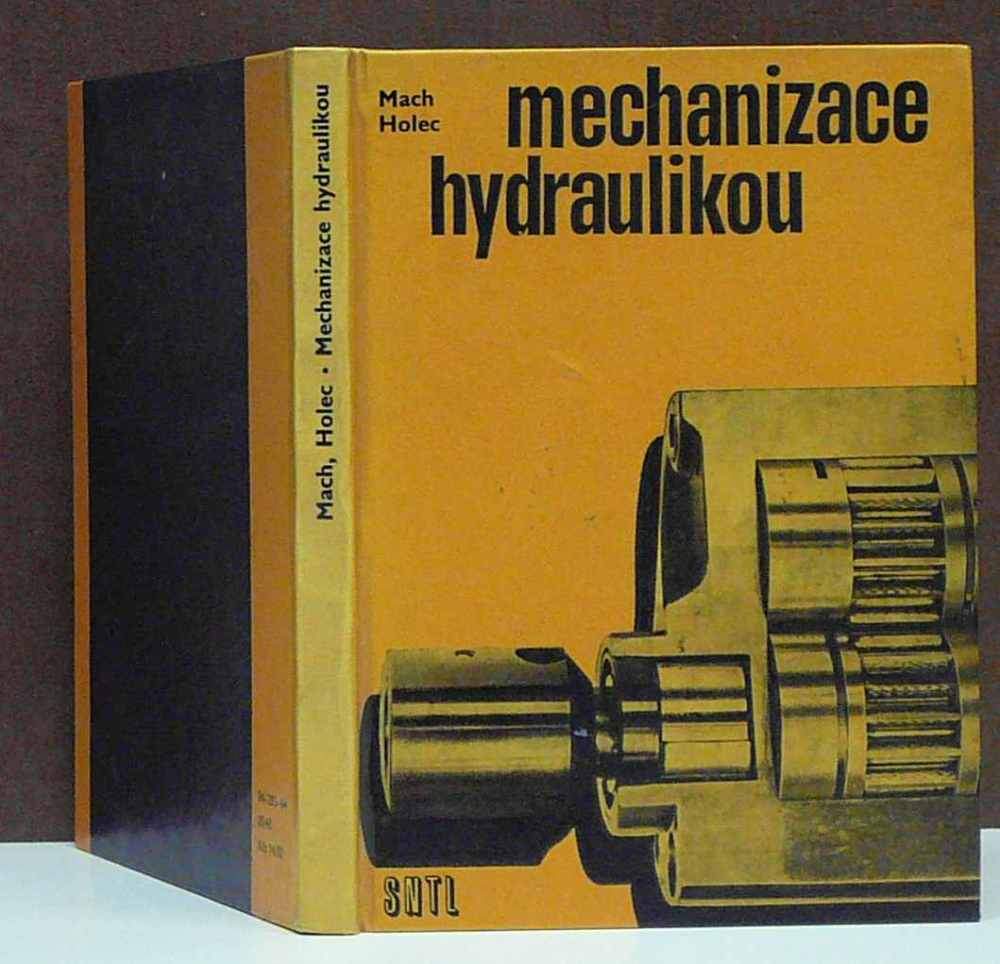 Mach
Holec
mechanizace
hydraulikou
Mach, Holec • Mechanizace hydraulikou
SNTL